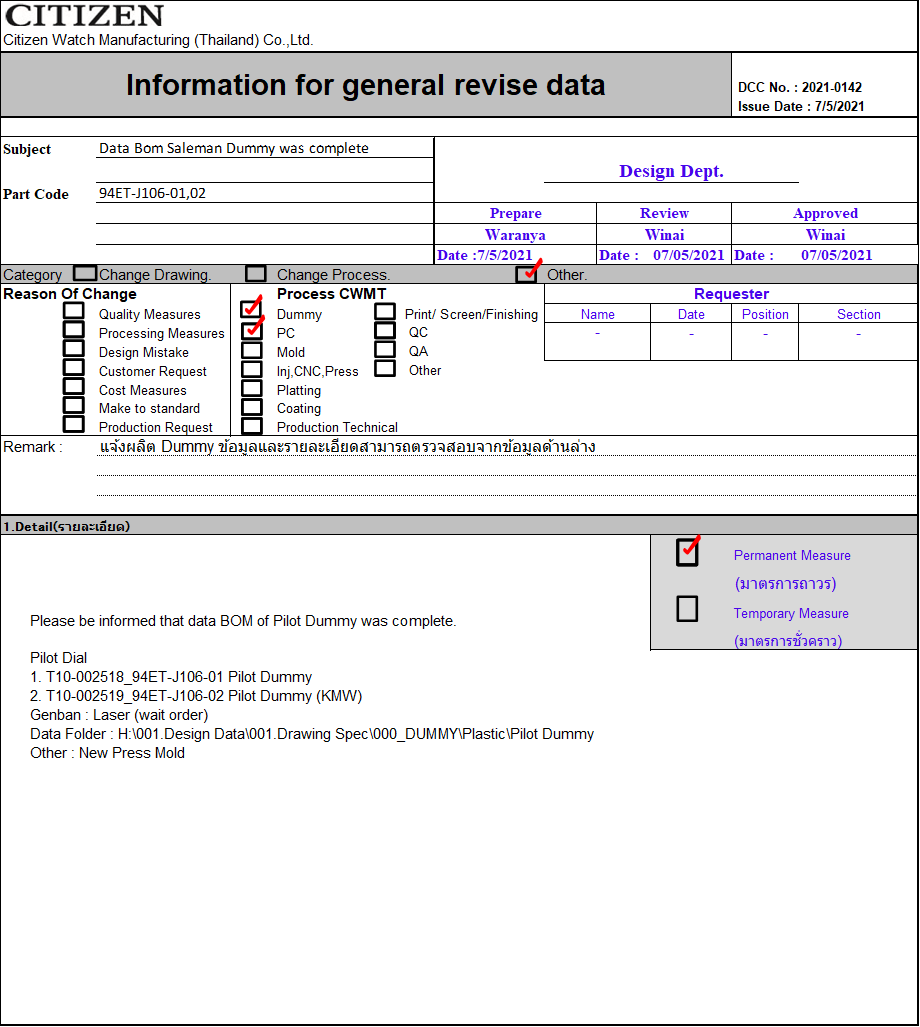 CITIZEN
Citizen Watch Manufacturing (Thailand) Co.,Ltd.
Information for general revise data
DCC No. : 2021-0142
Issue Date : 7/5/2021
Subject Data Bom Saleman Dummy was complete
Design Dept.
Part Code 94ET-J106-01,02
Prepare Review Approved
Waranya Winai Winai
Date :7/5/2021 Date : 07/05/2021 Date : 07/05/2021
Category Change Drawing. Change Process. Other.
Reason Of Change Process CWMT Requester
Quality Measures Dummy Print/ Screen/Finishing Name Date Position Section
Processing Measures PC QC - - - -
Design Mistake Mold QA
Customer Request Inj,CNC,Press Other
Cost Measures Platting
Make to standard Coating
Production Request Production Technical
Remark : แจ้งผลิต Dummy ข้อมูลและรายละเอียดสามารถตรวจสอบจากข้อมูลด้านล่าง
1.Detail(รายละเอียด)
Permanent Measure
(มาตรการถาวร)
Temporary Measure
(มาตรการชั่วคราว)
Please be informed that data BOM of Pilot Dummy was complete.
Pilot Dial
1. T10-002518_94ET-J106-01 Pilot Dummy
2. T10-002519_94ET-J106-02 Pilot Dummy (KMW)
Genban : Laser (wait order)
Data Folder : H:\001.Design Data\001.Drawing Spec\000_DUMMY\Plastic\Pilot Dummy
Other : New Press Mold